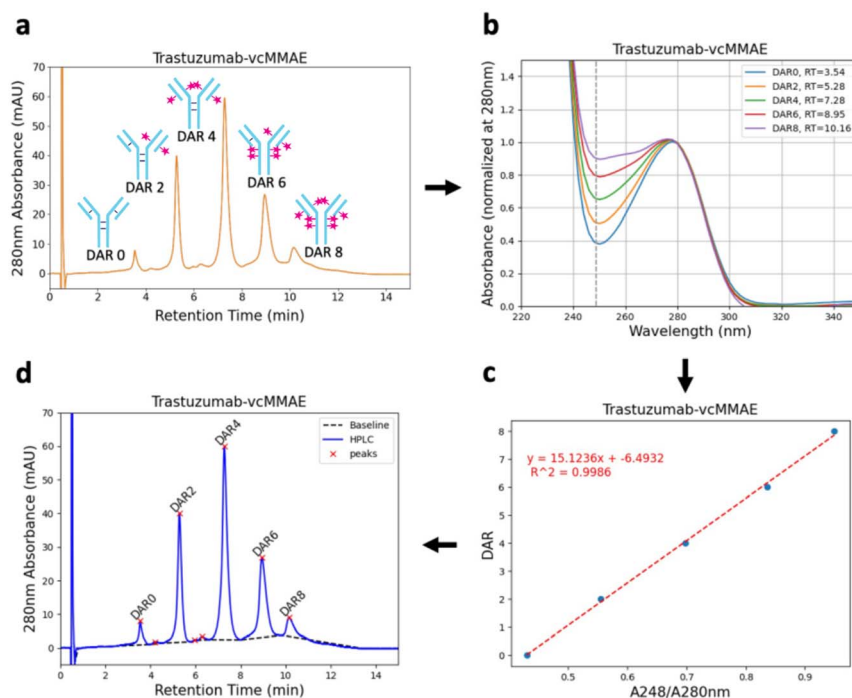 a
Trastuzumab-vcMMAE
280nm Absorbance (mAU)
70
60
50
40
30
20
10
0
DAR 0
DAR 2
DAR 4
DAR 6
DAR 8
0 2 4 6 8 10 12 14
Retention Time (min)
b
Trastuzumab-vcMMAE
Absorbance (normalized at 280nm)
1.4
1.2
1.0
0.8
0.6
0.4
0.2
0.0
DAR0, RT=3.54
DAR2, RT=5.28
DAR4, RT=7.28
DAR6, RT=8.95
DAR8, RT=10.16
220 240 260 280 300 320 340
Wavelength (nm)
d
Trastuzumab-vcMMAE
280nm Absorbance (mAU)
70
60
50
40
30
20
10
0
DAR0
DAR2
DAR4
DAR6
DAR8
Baseline
HPLC
peaks
0 2 4 6 8 10 12 14
Retention Time (min)
c
Trastuzumab-vcMMAE
DAR
8
7
6
5
4
3
2
1
0
y = 15.1236x + -6.4932
R^2 = 0.9986
0.5 0.6 0.7 0.8 0.9
A248/A280nm